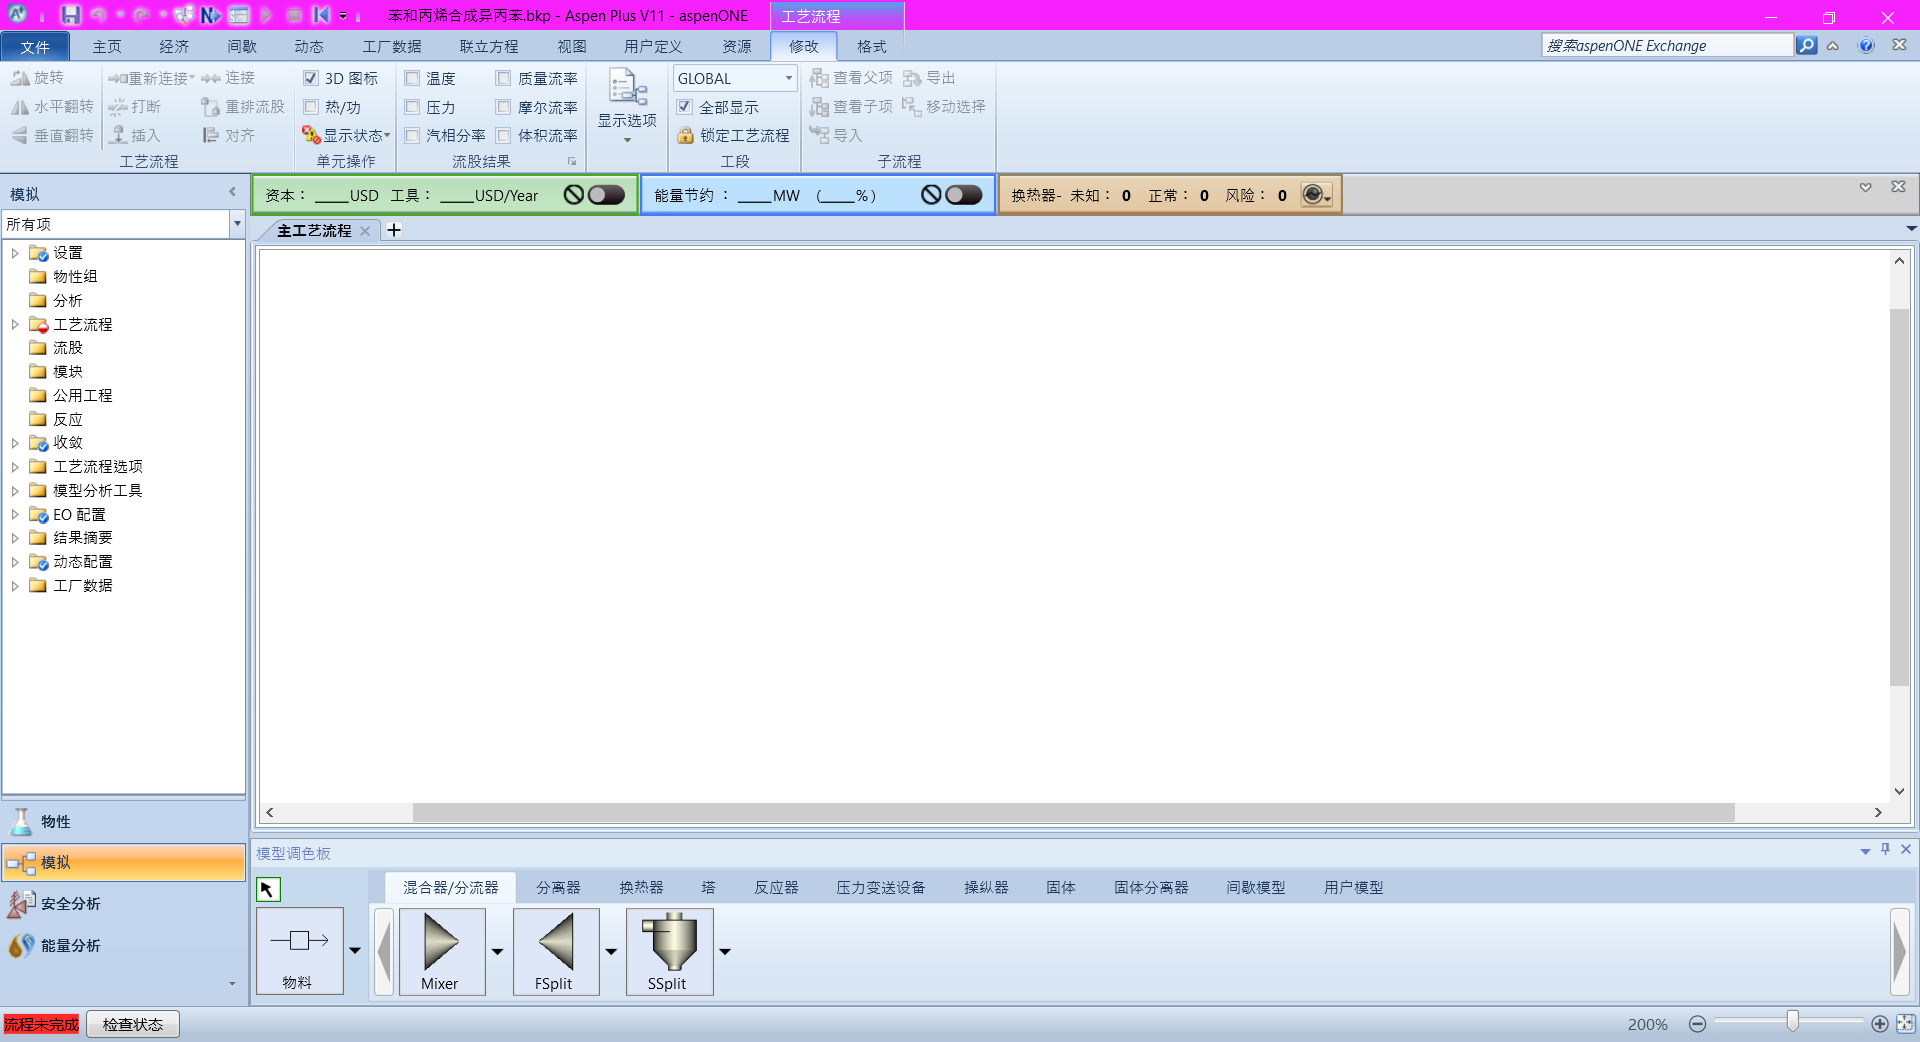 苯和丙烯合成异丙苯.bkp - Aspen Plus V11 - aspenONE
工艺流程
文件 主页 经济 间歇 动态 工厂数据 联立方程 视图 用户定义 资源 修改 格式
搜索aspenONE Exchange
旋转 重新连接 连接
水平翻转 打断 重排流股
垂直翻转 插入 对齐
工艺流程
3D 图标
热/功
显示状态
单元操作
温度 质量流率
压力 摩尔流率
汽相分率 体积流率
流股结果
显示选项
GLOBAL
全部显示
锁定工艺流程
工段
查看父项 导出
查看子项 移动选择
导入
子流程
模拟
所有项
资本： ____USD 工具： ____USD/Year
能量节约 ： ____MW (____%)
换热器- 未知： 0 正常： 0 风险： 0
主工艺流程
设置
物性组
分析
工艺流程
流股
模块
公用工程
反应
收敛
工艺流程选项
模型分析工具
EO 配置
结果摘要
动态配置
工厂数据
物性
模拟
安全分析
能量分析
模型调色板
混合器/分流器 分离器 换热器 塔 反应器 压力变送设备 操纵器 固体 固体分离器 间歇模型 用户模型
物料
Mixer
FSplit
SSplit
流程未完成 检查状态
200%